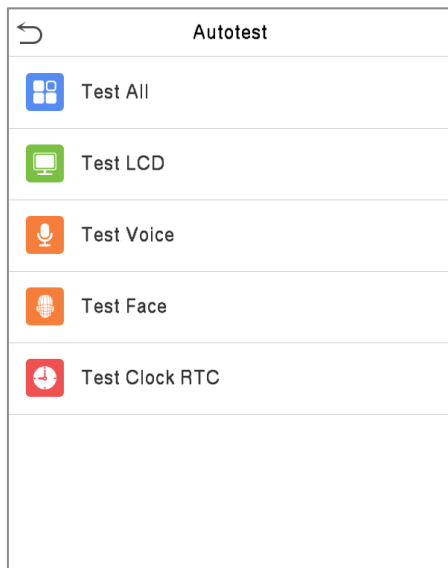 Autotest
Test All
Test LCD
Test Voice
Test Face
Test Clock RTC